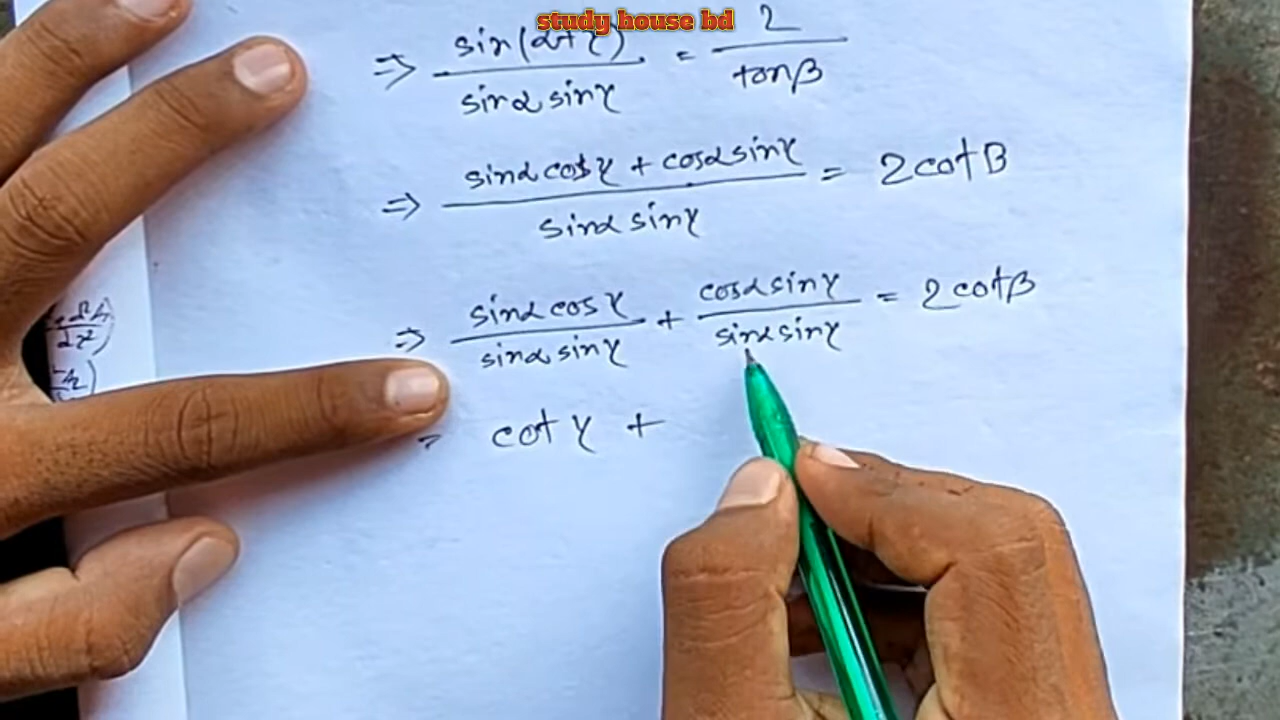 study house bd
⇒ sin(α+γ) / sinα sinγ = 2 / tanβ
⇒ sinα cosγ + cosα sinγ / sinα sinγ = 2cotβ
⇒ sinα cosγ / sinα sinγ + cosα sinγ / sinα sinγ = 2cotβ
cotγ +